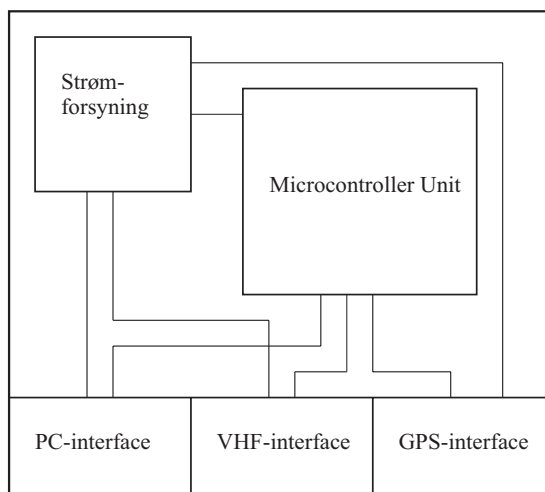 Strøm-
forsyning
Microcontroller Unit
PC-interface
VHF-interface
GPS-interface